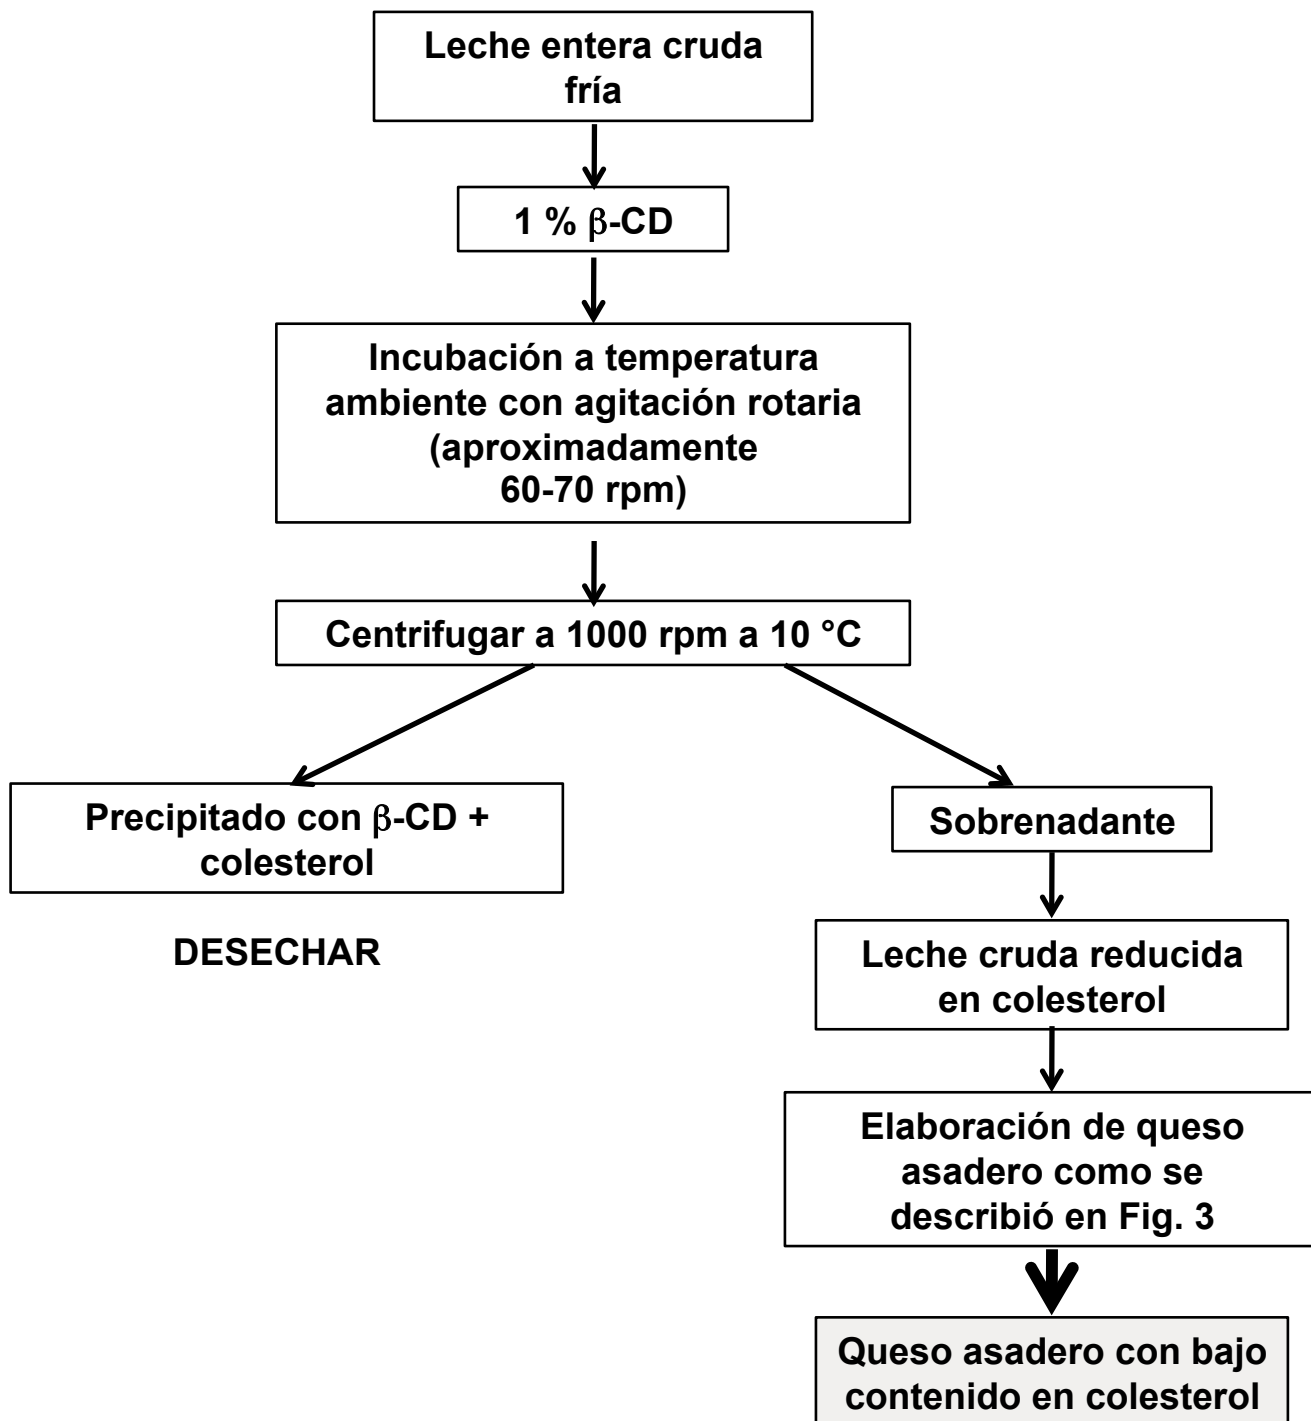 Leche entera cruda
fría
1 % β-CD
Incubación a temperatura
ambiente con agitación rotaria
(aproximadamente
60-70 rpm)
Centrifugar a 1000 rpm a 10 °C
Precipitado con β-CD +
colesterol
DESECHAR
Sobrenadante
Leche cruda reducida
en colesterol
Elaboración de queso
asadero como se
describió en Fig. 3
Queso asadero con bajo
contenido en colesterol